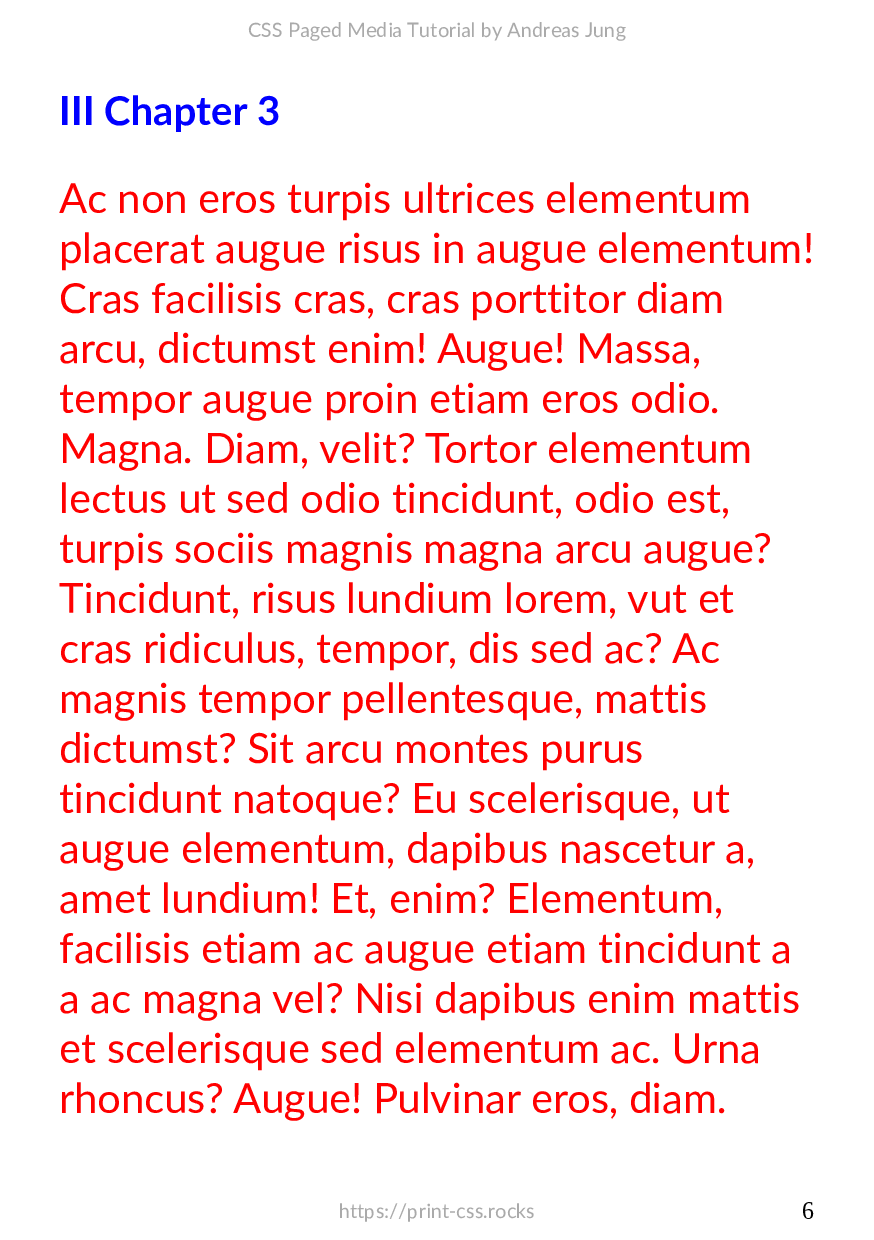 CSS Paged Media Tutorial by Andreas Jung
III Chapter 3
Ac non eros turpis ultrices elementum
placerat augue risus in augue elementum!
Cras facilisis cras, cras porttitor diam
arcu, dictumst enim! Augue! Massa,
tempor augue proin etiam eros odio.
Magna. Diam, velit? Tortor elementum
lectus ut sed odio tincidunt, odio est,
turpis sociis magnis magna arcu augue?
Tincidunt, risus lundium lorem, vut et
cras ridiculus, tempor, dis sed ac? Ac
magnis tempor pellentesque, mattis
dictumst? Sit arcu montes purus
tincidunt natoque? Eu scelerisque, ut
augue elementum, dapibus nascetur a,
amet lundium! Et, enim? Elementum,
facilisis etiam ac augue etiam tincidunt a
a ac magna vel? Nisi dapibus enim mattis
et scelerisque sed elementum ac. Urna
rhoncus? Augue! Pulvinar eros, diam.
https://print-css.rocks 6